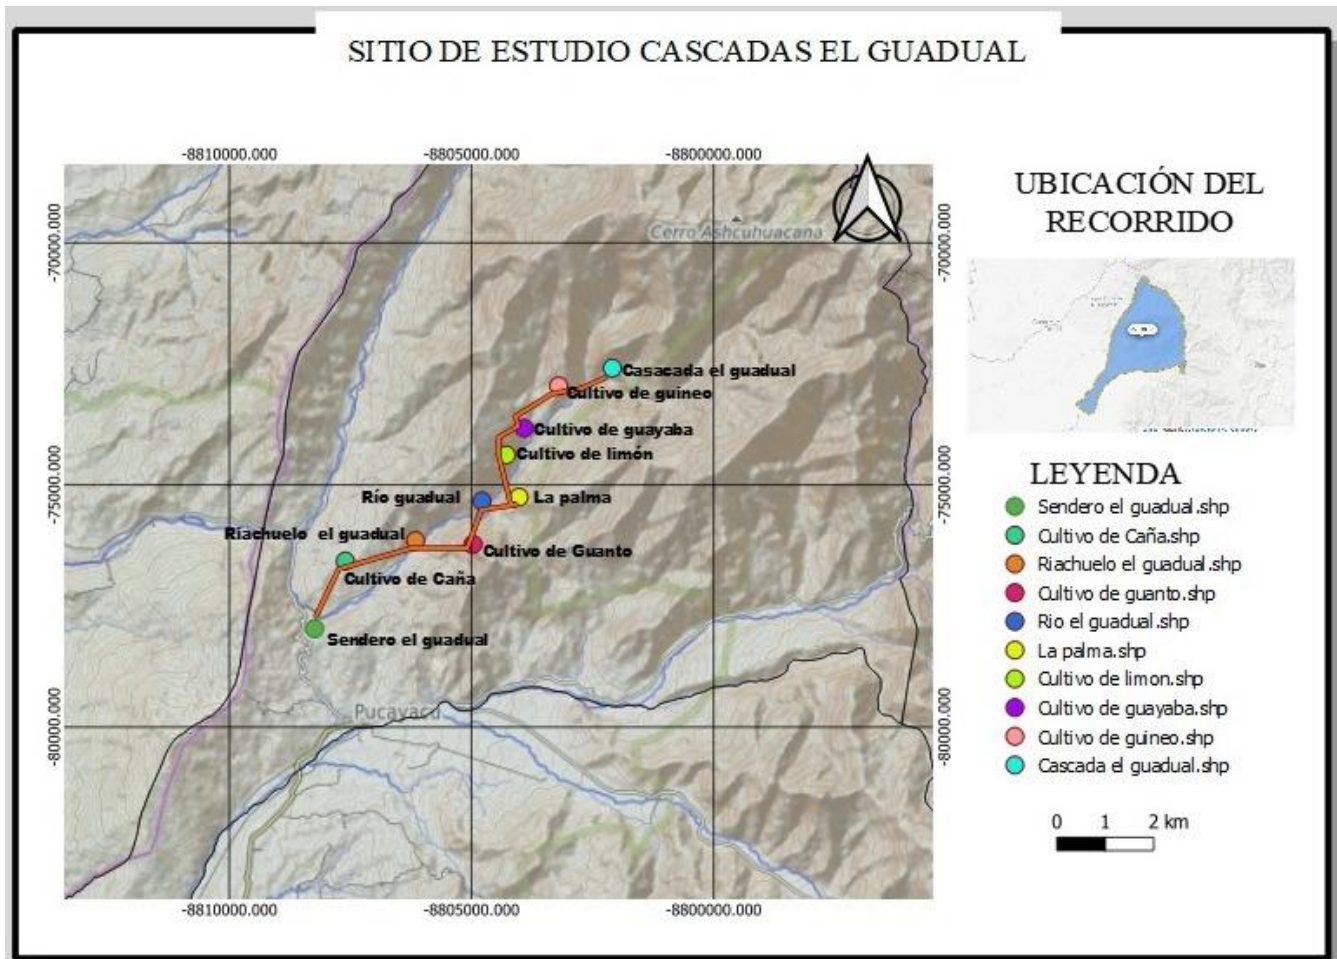 SITIO DE ESTUDIO CASCADAS EL GUADUAL
-8810000.000
-8805000.000
-8800000.000
-70000.000
-75000.000
-80000.000
-70000.000
-75000.000
-80000.000
Cerro Ashcuhuacana
Casacada el guadual
Cultivo de guineo
Cultivo de guayaba
Cultivo de limón
Río guadual
La palma
Riachuelo el guadual
Cultivo de Guanto
Cultivo de Caña
Sendero el guadual
Pucayacu
-8810000.000
-8805000.000
-8800000.000
UBICACIÓN DEL
RECORRIDO
LEYENDA
Sendero el guadual.shp
Cultivo de Caña.shp
Riachuelo el guadual.shp
Cultivo de guanto.shp
Rio el guadual.shp
La palma.shp
Cultivo de limon.shp
Cultivo de guayaba.shp
Cultivo de guineo.shp
Cascada el guadual.shp
0 1 2 km